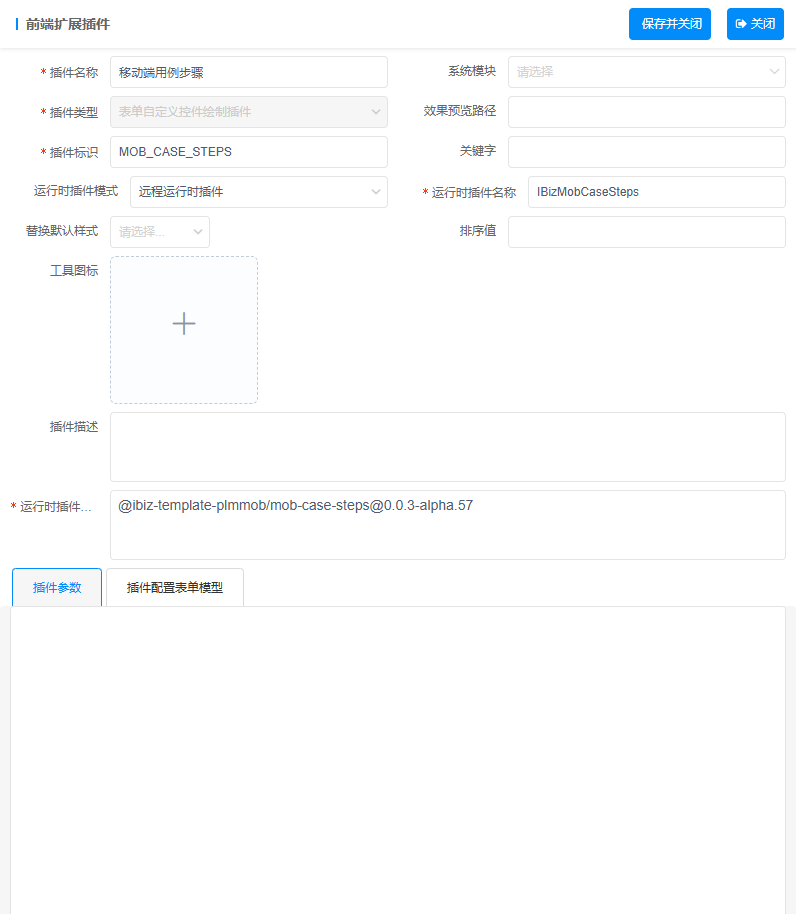 前端扩展插件
保存并关闭
关闭
* 插件名称
移动端用例步骤
系统模块
请选择
* 插件类型
表单自定义控件绘制插件
效果预览路径
* 插件标识
MOB_CASE_STEPS
关键字
运行时插件模式
远程运行时插件
* 运行时插件名称
IBizMobCaseSteps
替换默认样式
请选择...
排序值
工具图标
插件描述
* 运行时插件...
@ibiz-template-plmmob/mob-case-steps@0.0.3-alpha.57
插件参数
插件配置表单模型